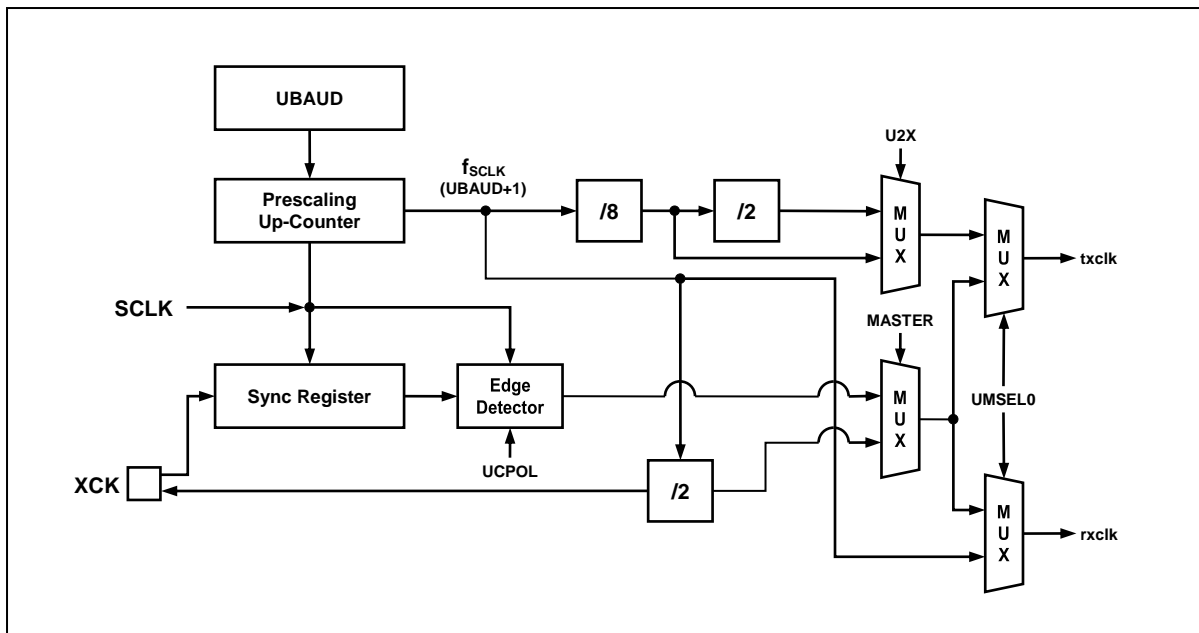 UBAUD
U2X
fSCLK
(UBAUD+1)
Prescaling
Up-Counter
/8
/2
M
U
X
M
U
X
txclk
SCLK
MASTER
Sync Register
Edge
Detector
M
U
X
UMSEL0
UCPOL
XCK
/2
M
U
X
rxclk